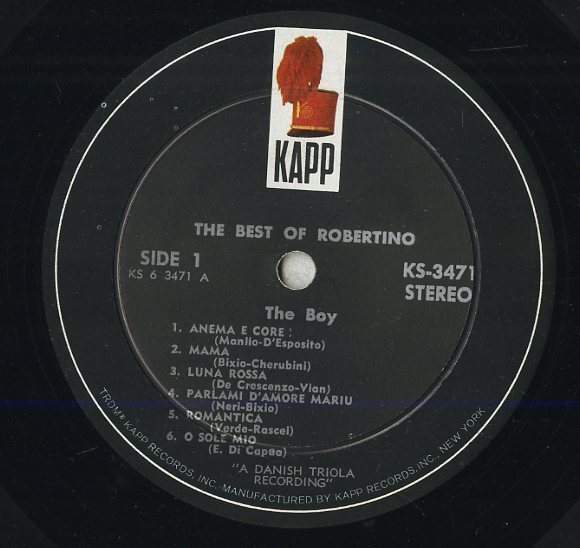 KAPP
THE BEST OF ROBERTINO
SIDE 1
KS 6 3471 A
KS-3471
STEREO
The Boy
1. ANEMA E CORE :
(Manlio-D'Esposito)
2. MAMA
(Bixio-Cherubini)
3. LUNA ROSSA
(De Crescenzo-Vian)
4. PARLAMI D'AMORE MARIU
(Neri-Bixio)
5. ROMANTICA
(Verde-Rascel)
6. O SOLE MIO
(E. Di Capua)
"A DANISH TRIOLA
RECORDING"
TROM® KAPP RECORDS, INC.-MANUFACTURED BY KAPP RECORDS, INC., NEW YORK